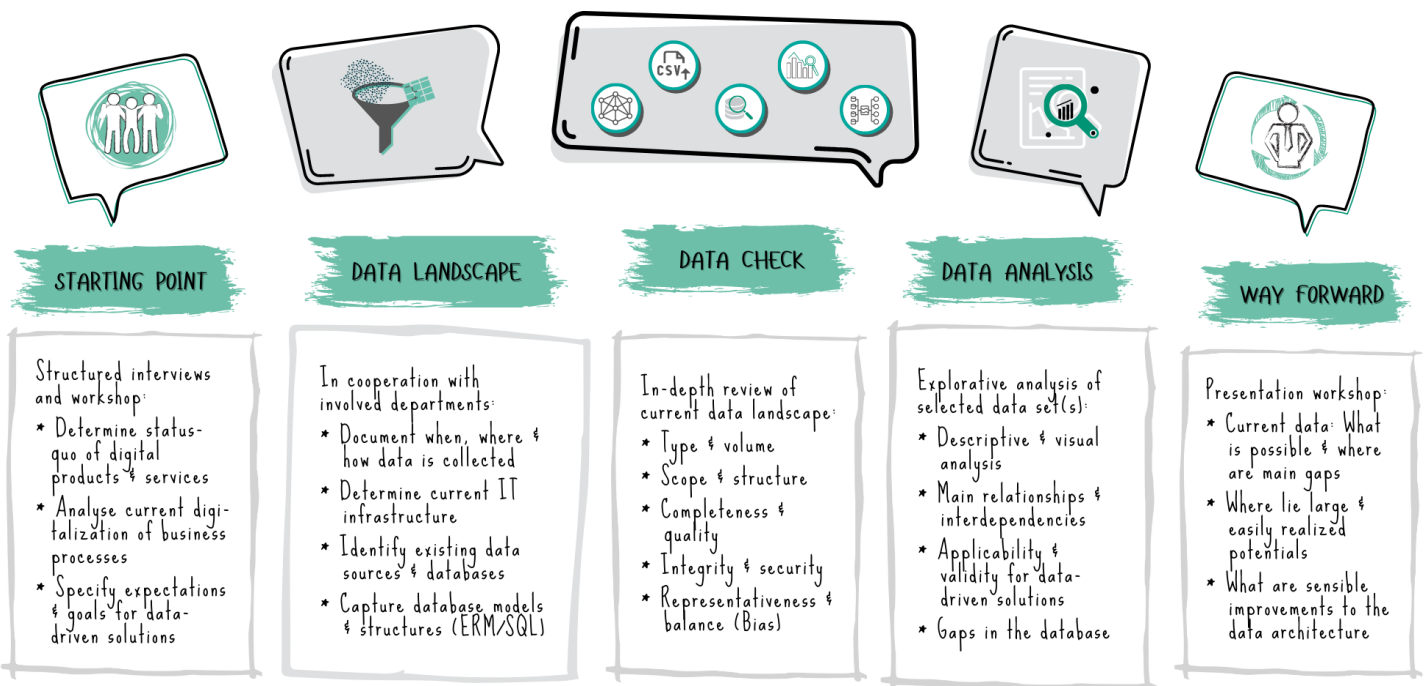 CSV
STARTING POINT
DATA LANDSCAPE
DATA CHECK
DATA ANALYSIS
WAY FORWARD
Structured interviews
and workshop:
* Determine status-
quo of digital
products & services
* Analyse current digi-
talization of business
processes
* Specify expectations
& goals for data-
driven solutions
In cooperation with
involved departments:
* Document when, where &
how data is collected
* Determine current IT
infrastructure
* Identify existing data
sources & databases
* Capture database models
& structures (ERM/SQL)
In-depth review of
current data landscape:
* Type & volume
* Scope & structure
* Completeness &
quality
* Integrity & security
* Representativeness &
balance (Bias)
Explorative analysis of
selected data set(s):
* Descriptive & visual
analysis
* Main relationships &
interdependencies
* Applicability &
validity for data-
driven solutions
* Gaps in the database
Presentation workshop:
* Current data: What
is possible & where
are main gaps
* Where lie large &
easily realized
potentials
* What are sensible
improvements to the
data architecture